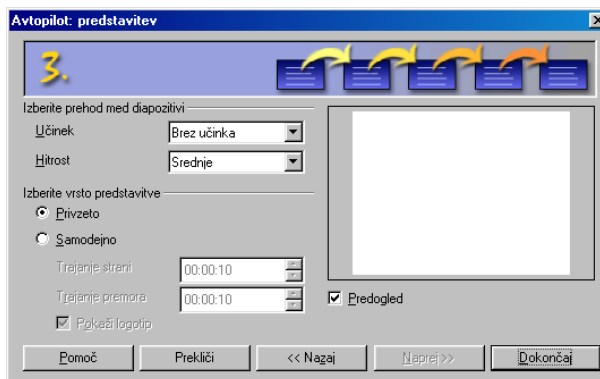 Avtopilot: predstavitev
3.
Izberite prehod med diapozitivi
Učinek Brez učinka
Hitrost Srednje
Izberite vrsto predstavitve
Privzeto
Samodejno
Trajanje strani 00:00:10
Trajanje premora 00:00:10
Pokaži logotip
Predogled
Pomoč Prekliči << Nazaj Naprej >> Dokončaj